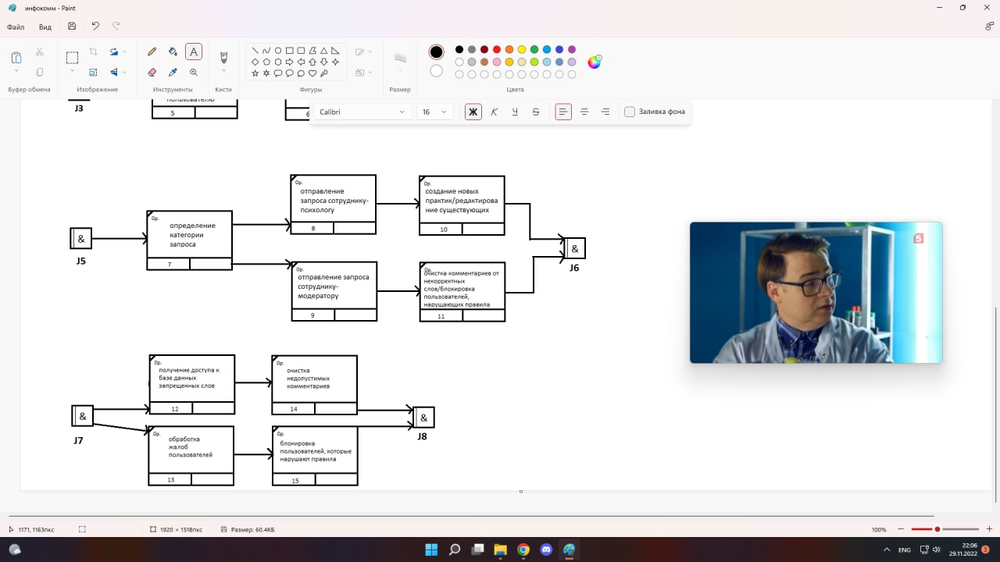 инфокомм - Paint
Файл
Вид
Буфер обмена
Изображение
Инструменты
Кисти
Фигуры
Размер
Цвета
Calibri
16
Ж
К
Ч
S
Заливка фона
J3
пользователю
5
6
&
J5
0р.
определение
категории
запроса
7
0р.
отправление
запроса сотруднику-
психологу
8
0р.
создание новых
практик/редактирова
ние существующих
10
0р.
отправление запроса
сотруднику-
модератору
9
0р.
очистка комментариев от
некорректных
слов/блокировка
пользователей,
нарущающих правила
11
&
J6
5
&
J7
0р.
получение доступа к
базе данных
запрещенных слов
12
0р.
очистка
недопустимых
комментариев
14
0р.
обработка
жалоб
пользователей
13
0р.
блокировка
пользователей, которые
нарушают правила
15
&
J8
1171, 1163пкс
1920 × 1518пкс
Размер: 60.4КБ
100%
ENG
22:06
29.11.2022
3